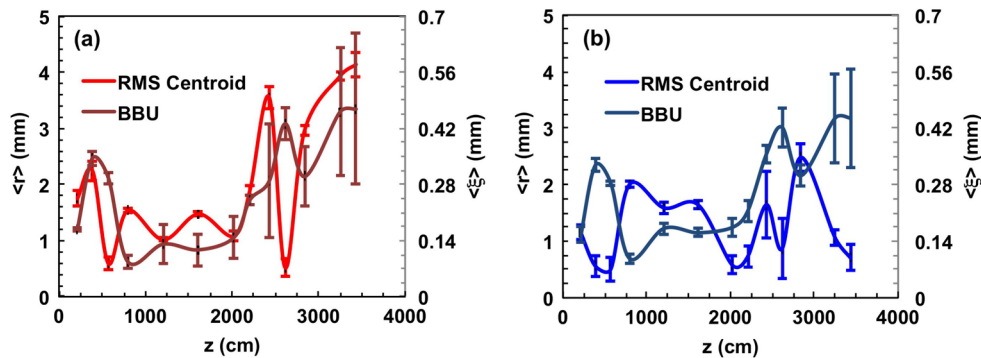 (a)
RMS Centroid
BBU
5
4
3
2
1
0
<r> (mm)
0.7
0.56
0.42
0.28
0.14
0
<ξ> (mm)
0 1000 2000 3000 4000
z (cm)
(b)
RMS Centroid
BBU
5
4
3
2
1
0
<r> (mm)
0.7
0.56
0.42
0.28
0.14
0
<ξ> (mm)
0 1000 2000 3000 4000
z (cm)